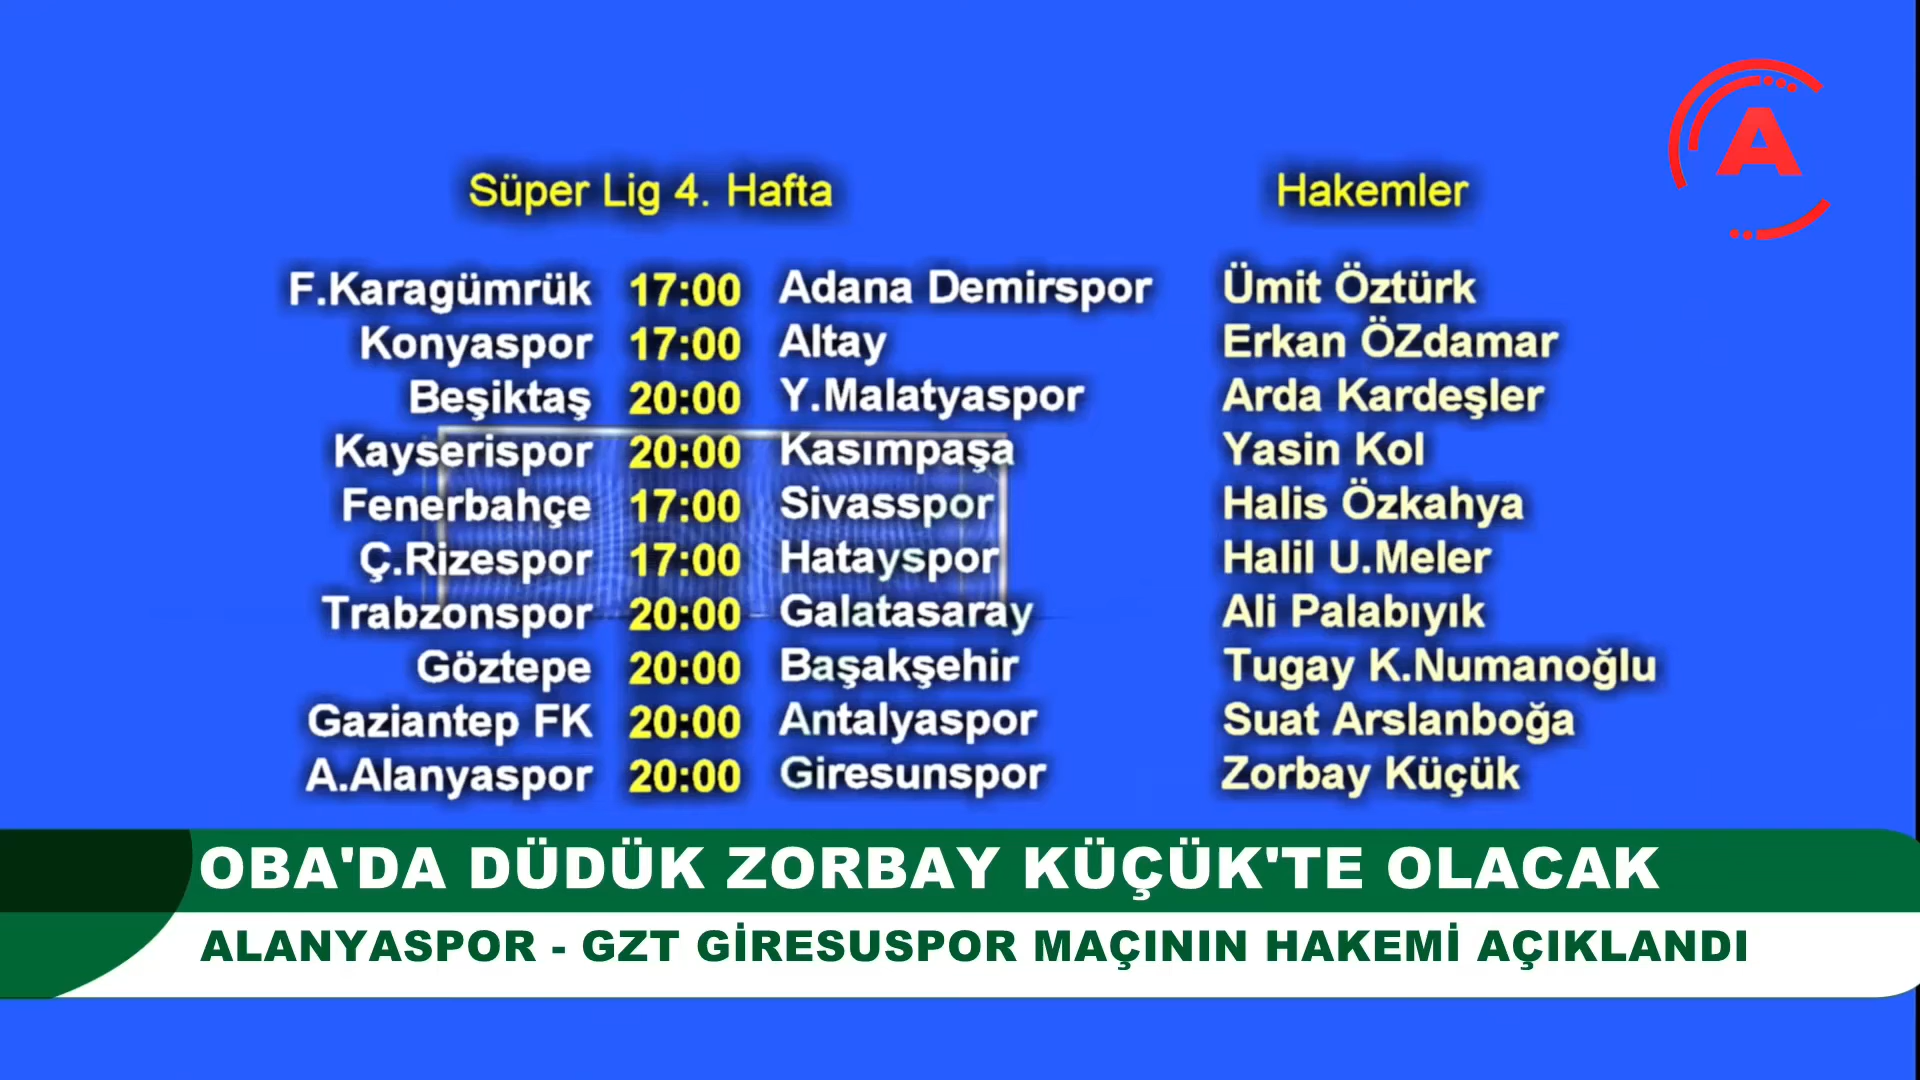 A
Süper Lig 4. Hafta Hakemler
F.Karagümrük 17:00 Adana Demirspor Ümit Öztürk
Konyaspor 17:00 Altay Erkan ÖZdamar
Beşiktaş 20:00 Y.Malatyaspor Arda Kardeşler
Kayserispor 20:00 Kasımpaşa Yasin Kol
Fenerbahçe 17:00 Sivasspor Halis Özkahya
Ç.Rizespor 17:00 Hatayspor Halil U.Meler
Trabzonspor 20:00 Galatasaray Ali Palabıyık
Göztepe 20:00 Başakşehir Tugay K.Numanoğlu
Gaziantep FK 20:00 Antalyaspor Suat Arslanboğa
A.Alanyaspor 20:00 Giresunspor Zorbay Küçük
OBA'DA DÜDÜK ZORBAY KÜÇÜK'TE OLACAK
ALANYASPOR - GZT GİRESUSPOR MAÇININ HAKEMİ AÇIKLANDI